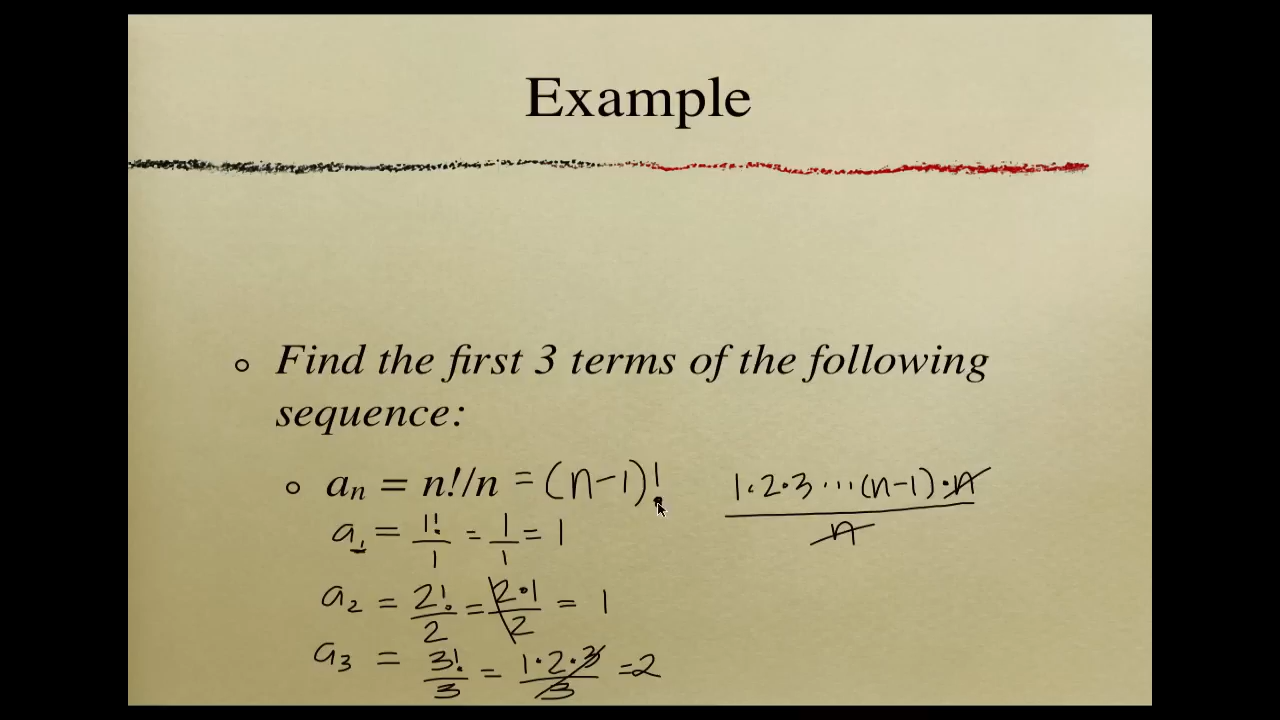 Example
Find the first 3 terms of the following
sequence:
aₙ = n!/n = (n-1)!
1·2·3···(n-1)·n
n
a₁ = 1!/1 = 1/1 = 1
a₂ = 2!/2 = 2·1/2 = 1
a₃ = 3!/3 = 1·2·3/3 = 2